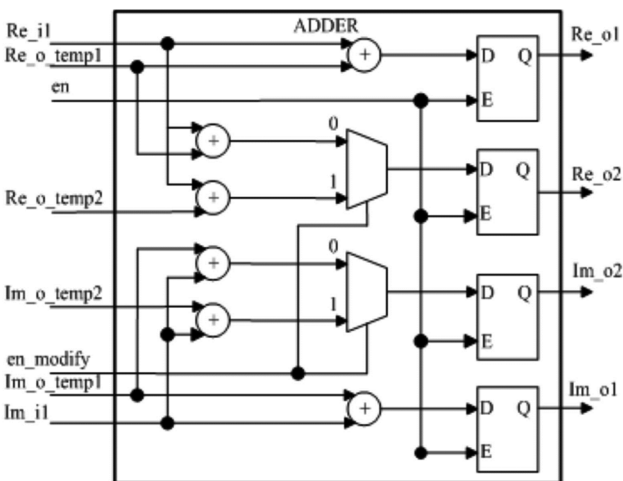 ADDER
Re_i1
Re_o_temp1
en
Re_o_temp2
Im_o_temp2
en_modify
Im_o_temp1
Im_i1
+
+
0
+
1
+
0
+
1
+
D Q
E
D Q
E
D Q
E
D Q
E
Re_o1
Re_o2
Im_o2
Im_o1